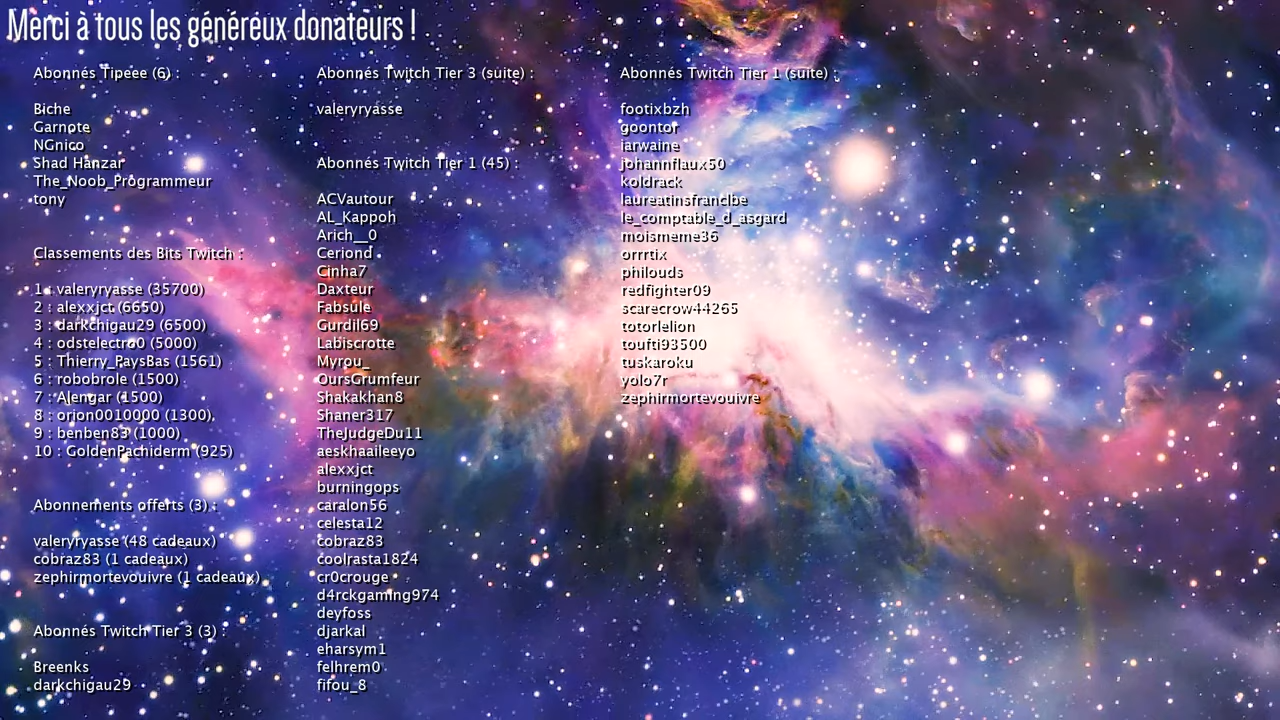 Merci à tous les généreux donateurs !
Abonnés Tipeee (6) :
Biche
Garnote
NGnico
Shad Hanzar
The_Noob_Programmeur
tony
Classements des Bits Twitch :
1 : valeryryasse (35700)
2 : alexxjct (6650)
3 : darkchigau29 (6500)
4 : odstelectro0 (5000)
5 : Thierry_PaysBas (1561)
6 : robobrole (1500)
7 : Alengar (1500)
8 : orion0010000 (1300)
9 : benben83 (1000)
10 : GoldenPachiderm (925)
Abonnements offerts (3) :
valeryryasse (48 cadeaux)
cobraz83 (1 cadeaux)
zephirmortevouivre (1 cadeaux)
Abonnés Twitch Tier 3 (3) :
Breenks
darkchigau29
Abonnés Twitch Tier 3 (suite) :
valeryryasse
Abonnés Twitch Tier 1 (45) :
ACVautour
AL_Kappoh
Arich__0
Ceriond
Cinha7
Daxteur
Fabsule
Gurdil69
Labiscrotte
Myrou_
OursGrumfeur
Shakakhan8
Shaner317
TheJudgeDu11
aeskhaaileeyo
alexxjct
burningops
caralon56
celesta12
cobraz83
coolrasta1824
cr0crouge
d4rckgaming974
deyfoss
djarkal
eharsym1
felhrem0
fifou_8
Abonnés Twitch Tier 1 (suite) :
footixbzh
goontor
iarwaine
johannflaux50
koldrack
laureatinsfranclbe
le_comptable_d_asgard
moismeme36
orrrtix
philouds
redfighter09
scarecrow44265
totorlelion
toufti93500
tuskaroku
yolo7r
zephirmortevouivre